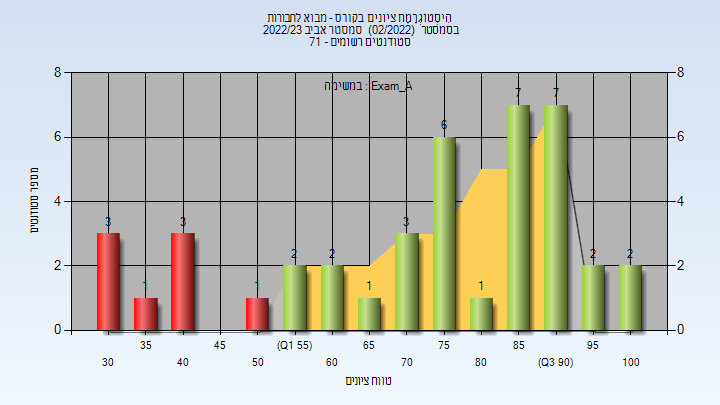 היסטוגרמת ציונים בקורס - מבוא לחברות
בסמסטר (02/2022) סמסטר אביב 2022/23
סטודנטים רשומים - 71
במשימה : Exam_A
8 8
6 6
4 4
2 2
0 0
מספר סטודנטים
3 1 3 1 2 2 1 3 6 1 7 7 2 2
35 45 (Q1 55) 65 75 85 95
30 40 50 60 70 80 (Q3 90) 100
טווח ציונים